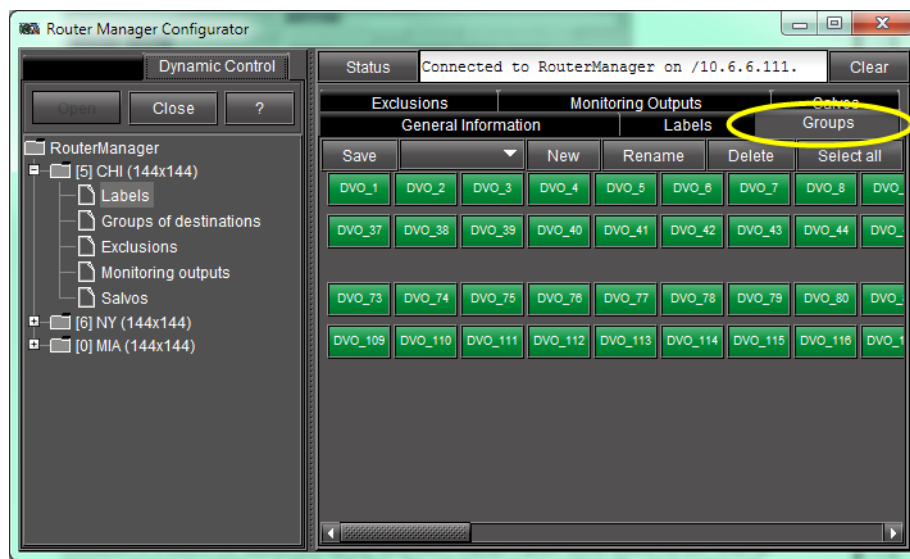 Router Manager Configurator
Dynamic Control
Open Close ?
RouterManager
[5] CHI (144x144)
Labels
Groups of destinations
Exclusions
Monitoring outputs
Salvos
[6] NY (144x144)
[0] MIA (144x144)
Status Connected to RouterManager on /10.6.6.111. Clear
Exclusions Monitoring Outputs Salvos
General Information Labels Groups
Save New Rename Delete Select all
DVO_1 DVO_2 DVO_3 DVO_4 DVO_5 DVO_6 DVO_7 DVO_8 DVO_
DVO_37 DVO_38 DVO_39 DVO_40 DVO_41 DVO_42 DVO_43 DVO_44 DVO_
DVO_73 DVO_74 DVO_75 DVO_76 DVO_77 DVO_78 DVO_79 DVO_80 DVO_
DVO_109 DVO_110 DVO_111 DVO_112 DVO_113 DVO_114 DVO_115 DVO_116 DVO_1